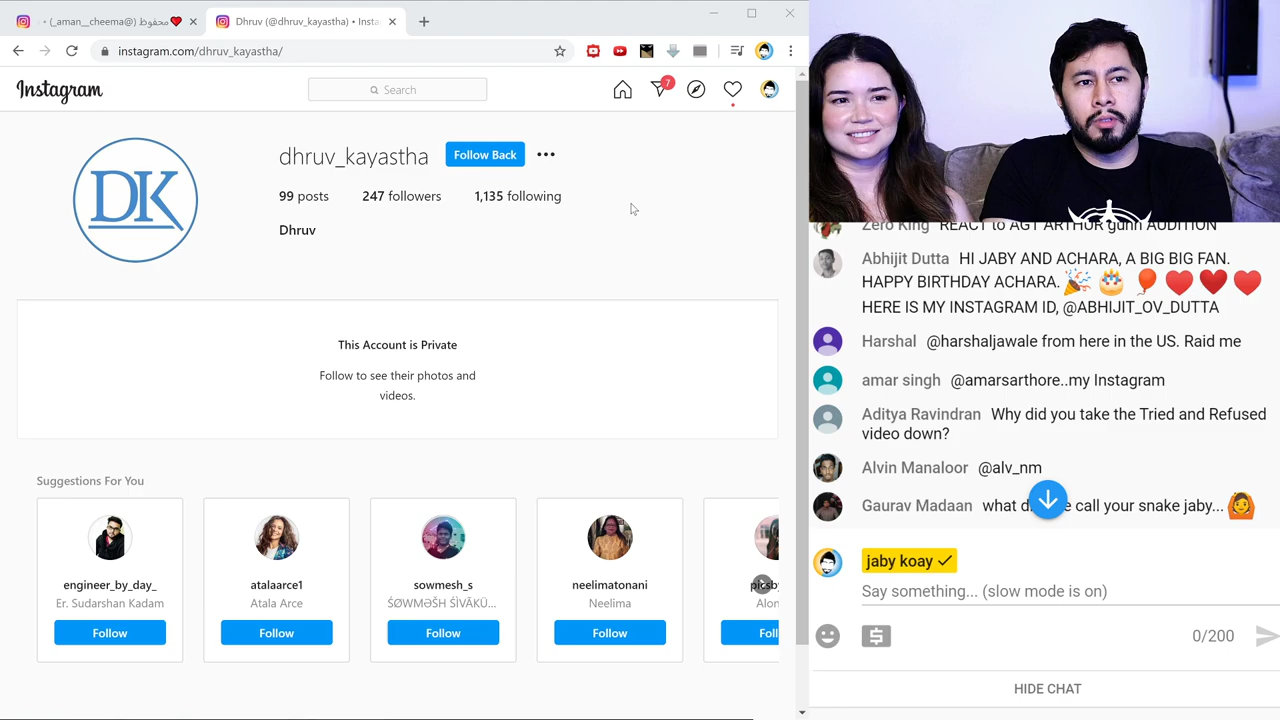 محفوظ❤ (@_aman__cheema) •
Dhruv (@dhruv_kayastha) • Insta
instagram.com/dhruv_kayastha/
Instagram
Search
7
DK
dhruv_kayastha
Follow Back
99 posts
247 followers
1,135 following
Dhruv
This Account is Private
Follow to see their photos and
videos.
Suggestions For You
engineer_by_day_
Er. Sudarshan Kadam
Follow
atalaarce1
Atala Arce
Follow
sowmesh_s
ŚØWMƏŠH ŚÌVĀKÜ...
Follow
neelimatonani
Neelima
Follow
picsby
Alon
Foll
Zero King REACT to AGT ARTHUR gunn AUDITION
Abhijit Dutta HI JABY AND ACHARA, A BIG BIG FAN.
HAPPY BIRTHDAY ACHARA. 🎉 🎂 🎈 ♥️ ❤️ ♥️
HERE IS MY INSTAGRAM ID, @ABHIJIT_OV_DUTTA
Harshal @harshaljawale from here in the US. Raid me
amar singh @amarsarthore..my Instagram
Aditya Ravindran Why did you take the Tried and Refused
video down?
Alvin Manaloor @alv_nm
Gaurav Madaan what d e call your snake jaby... 🙆
jaby koay ✓
Say something... (slow mode is on)
0/200
HIDE CHAT